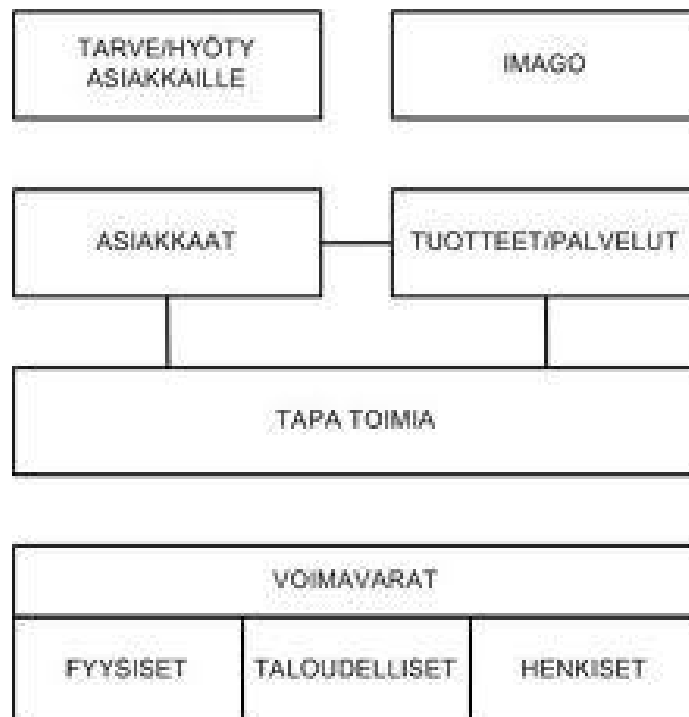 TARVE/HYÖTY
ASIAKKAILLE
IMAGO
ASIAKKAAT
TUOTTEET/PALVELUT
TAPA TOIMIA
VOIMAVARAT
FYYSISET
TALOUDELLISET
HENKISET